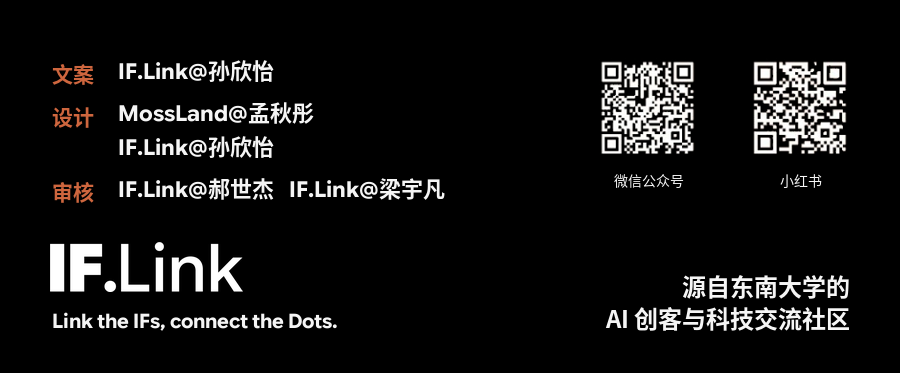 文案 IF.Link@孙欣怡
设计 MossLand@孟秋彤
IF.Link@孙欣怡
审核 IF.Link@郝世杰 IF.Link@梁宇凡
微信公众号
小红书
IF.Link
Link the IFs, connect the Dots.
源自东南大学的
AI 创客与科技交流社区